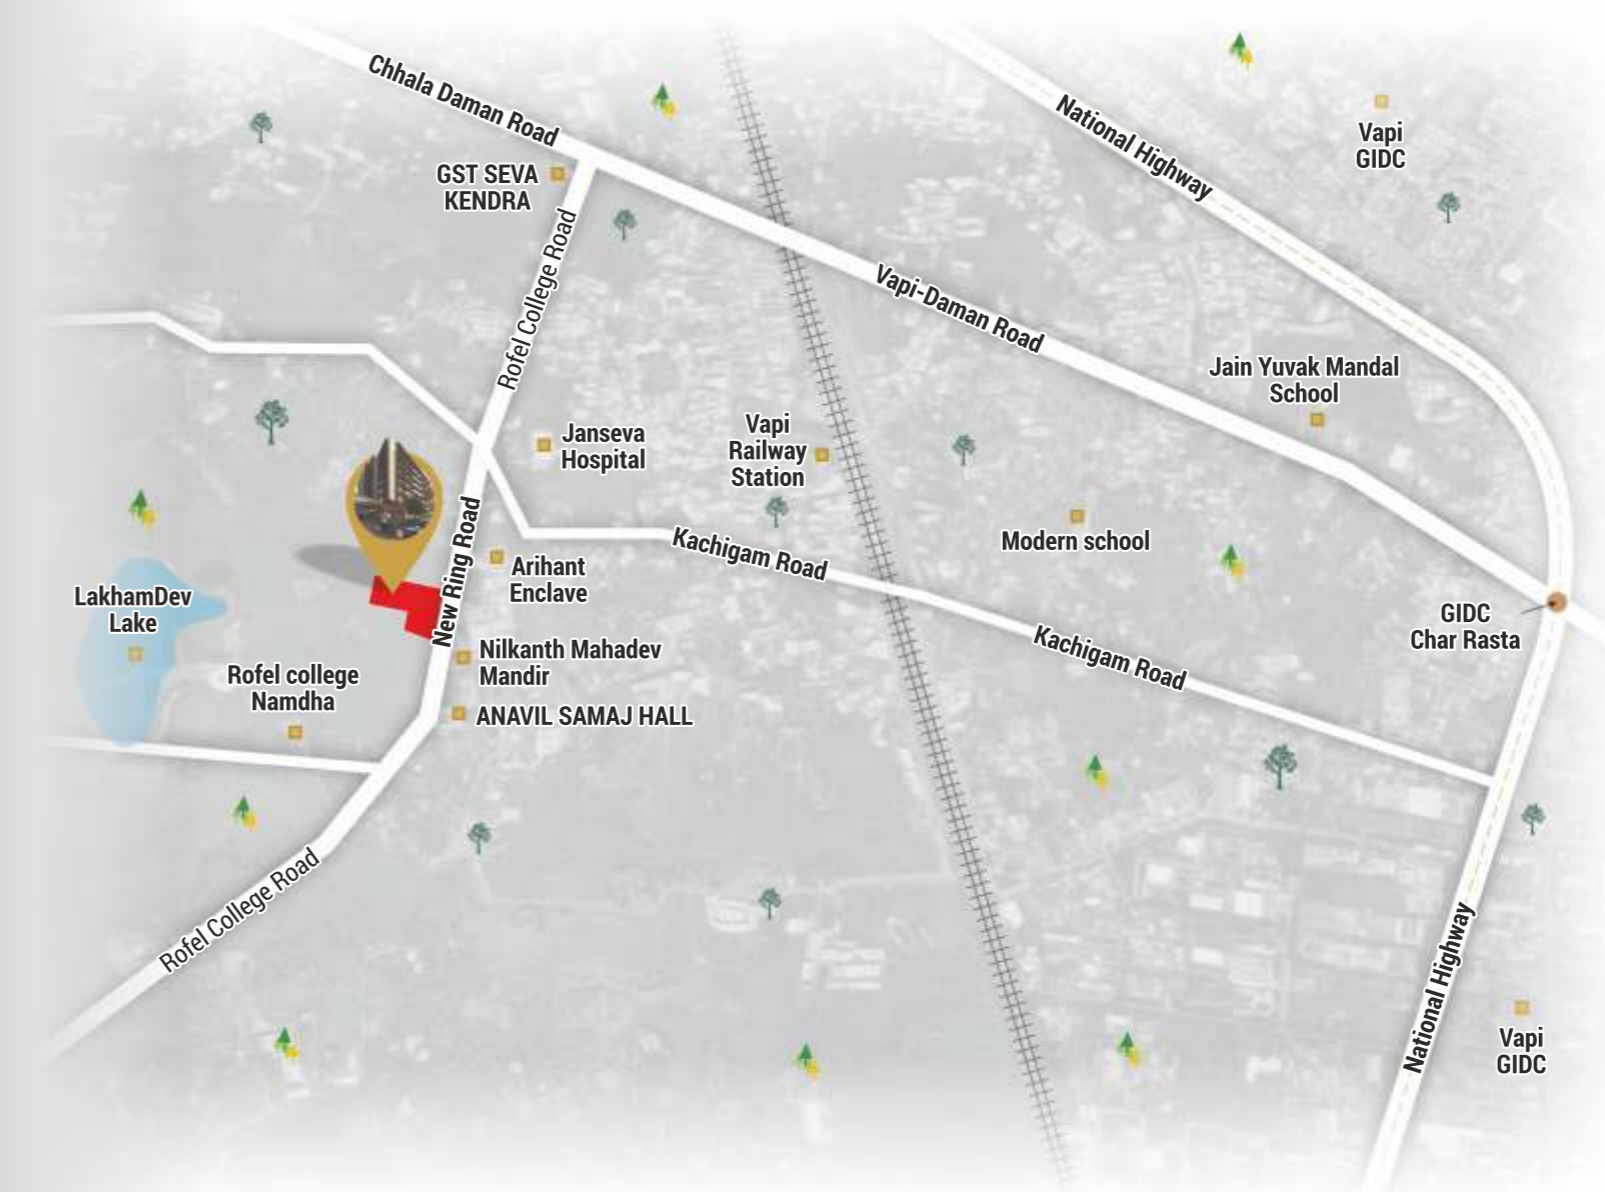 Chhala Daman Road
National Highway
Vapi
GIDC
GST SEVA
KENDRA
Rofel College Road
Vapi-Daman Road
Jain Yuvak Mandal
School
Janseva
Hospital
Vapi
Railway
Station
New Ring Road
Kachigam Road
Modern school
Arihant
Enclave
LakhamDev
Lake
GIDC
Char Rasta
Kachigam Road
Nilkanth Mahadev
Mandir
Rofel college
Namdha
ANAVIL SAMAJ HALL
Rofel College Road
National Highway
Vapi
GIDC